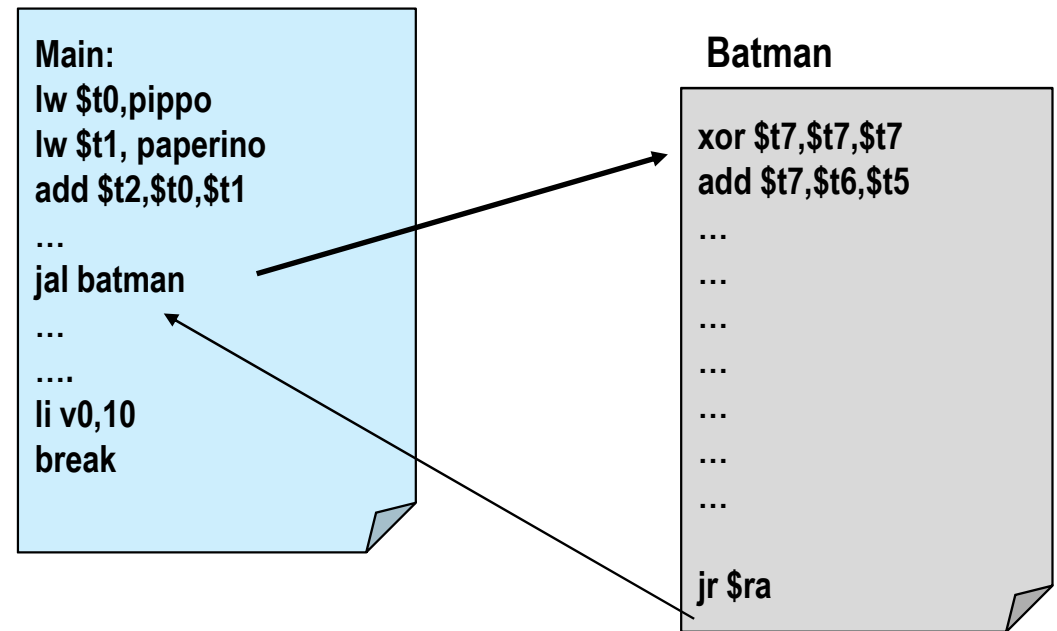 Main:
lw $t0,pippo
lw $t1, paperino
add $t2,$t0,$t1
…
jal batman
…
….
li v0,10
break
Batman
xor $t7,$t7,$t7
add $t7,$t6,$t5
…
…
…
…
…
…
…
jr $ra